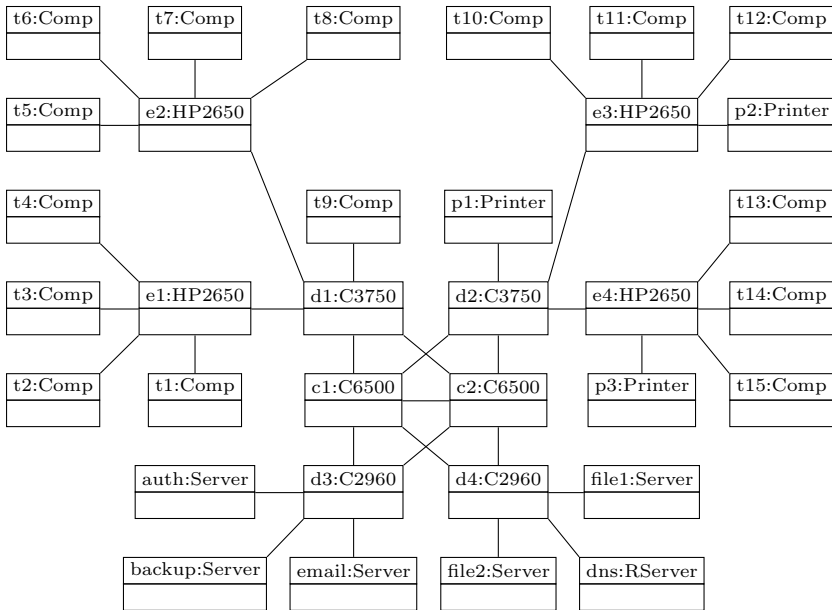 t6:Comp
t7:Comp
t8:Comp
t10:Comp
t11:Comp
t12:Comp
t5:Comp
e2:HP2650
e3:HP2650
p2:Printer
t4:Comp
t9:Comp
p1:Printer
t13:Comp
t3:Comp
e1:HP2650
d1:C3750
d2:C3750
e4:HP2650
t14:Comp
t2:Comp
t1:Comp
c1:C6500
c2:C6500
p3:Printer
t15:Comp
auth:Server
d3:C2960
d4:C2960
file1:Server
backup:Server
email:Server
file2:Server
dns:RServer